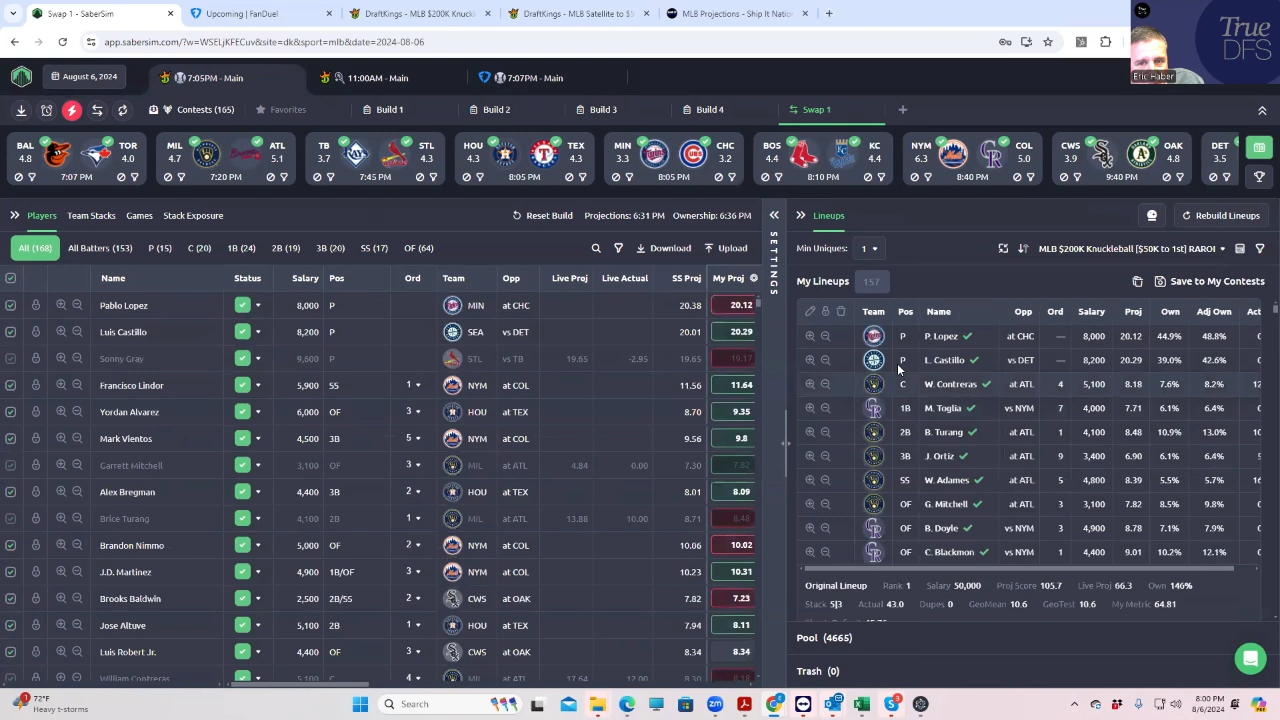 Swap 1 - SaberSim
Upcoming | FanDuel
DraftKings - MLB $200K Knuckl
DraftKings - MLB Satellite to $5
MLB Projections - Ship It Nation
app.sabersim.com/?w=WSELjKFECuv&site=dk&sport=mlb&date=2024-08-06
True
DFS
Eric Haber
August 6, 2024
7:05PM - Main
11:00AM - Main
7:07PM - Main
Contests (165)
Favorites
Build 1
Build 2
Build 3
Build 4
Swap 1
BAL 4.8 TOR 4.0 7:07 PM
MIL 4.7 ATL 5.1 7:20 PM
TB 3.7 STL 4.3 7:45 PM
HOU 4.3 TEX 4.3 8:05 PM
MIN 3.3 CHC 3.2 8:05 PM
BOS 4.4 KC 4.4 8:10 PM
NYM 6.3 COL 5.0 8:40 PM
CWS 3.9 OAK 4.8 9:40 PM
DET 3.5
Players Team Stacks Games Stack Exposure Reset Build Projections: 6:31 PM Ownership: 6:36 PM
All (168) All Batters (153) P (15) C (20) 1B (24) 2B (19) 3B (20) SS (17) OF (64) Download Upload
Name Status Salary Pos Ord Team Opp Live Proj Live Actual SS Proj My Proj
Pablo Lopez 8,000 P MIN at CHC 20.38 20.12
Luis Castillo 8,200 P SEA vs DET 20.01 20.29
Sonny Gray 9,600 P STL vs TB 19.65 -2.95 19.65 19.17
Francisco Lindor 5,900 SS 1 NYM at COL 11.56 11.64
Yordan Alvarez 6,000 OF 3 HOU at TEX 8.70 9.35
Mark Vientos 4,500 3B 5 NYM at COL 9.56 9.8
Garrett Mitchell 3,100 OF 3 MIL at ATL 4.84 0.00 7.30 7.82
Alex Bregman 4,400 3B 2 HOU at TEX 8.01 8.09
Brice Turang 4,100 2B 1 MIL at ATL 13.88 10.00 8.71 8.48
Brandon Nimmo 5,000 OF 2 NYM at COL 10.86 10.02
J.D. Martinez 4,900 1B/OF 3 NYM at COL 10.23 10.31
Brooks Baldwin 2,500 2B/SS 2 CWS at OAK 7.82 7.23
Jose Altuve 5,100 2B 1 HOU at TEX 7.94 8.11
Luis Robert Jr. 4,400 OF 3 CWS at OAK 8.34 8.34
William Contreras 5,100 C 4 MIL at ATL 17.64 12.00 8.30 8.18
SETTINGS
Lineups
Rebuild Lineups
Min Uniques: 1 MLB $200K Knuckleball [$50K to 1st] RAROI
My Lineups 157 Save to My Contests
Team Pos Name Opp Ord Salary Proj Own Adj Own Act
P P. Lopez at CHC — 8,000 20.12 44.9% 48.8% 0
P L. Castillo vs DET — 8,200 20.29 39.0% 42.6% 0
C W. Contreras at ATL 4 5,100 8.18 7.6% 8.2% 12
1B M. Toglia vs NYM 7 4,000 7.71 6.1% 6.4% 0
2B B. Turang at ATL 1 4,100 8.48 10.9% 13.0% 10
3B J. Ortiz at ATL 9 3,400 6.90 6.1% 6.4% 5
SS W. Adames at ATL 5 4,800 8.39 5.5% 5.7% 16
OF G. Mitchell at ATL 3 3,100 7.82 8.5% 9.8% 0
OF B. Doyle vs NYM 3 4,900 8.78 7.1% 7.9% 0
OF C. Blackmon vs NYM 1 4,400 9.01 10.2% 12.1% 0
Original Lineup Rank 1 Salary 50,000 Proj Score 105.7 Live Proj 66.3 Own 146%
Stack 5|3 Actual 43.0 Dupes 0 GeoMean 10.6 GeoTest 10.6 My Metric 64.81
Pool (4665)
Trash (0)
72°F
Heavy t-storms
Search
8:00 PM
8/6/2024